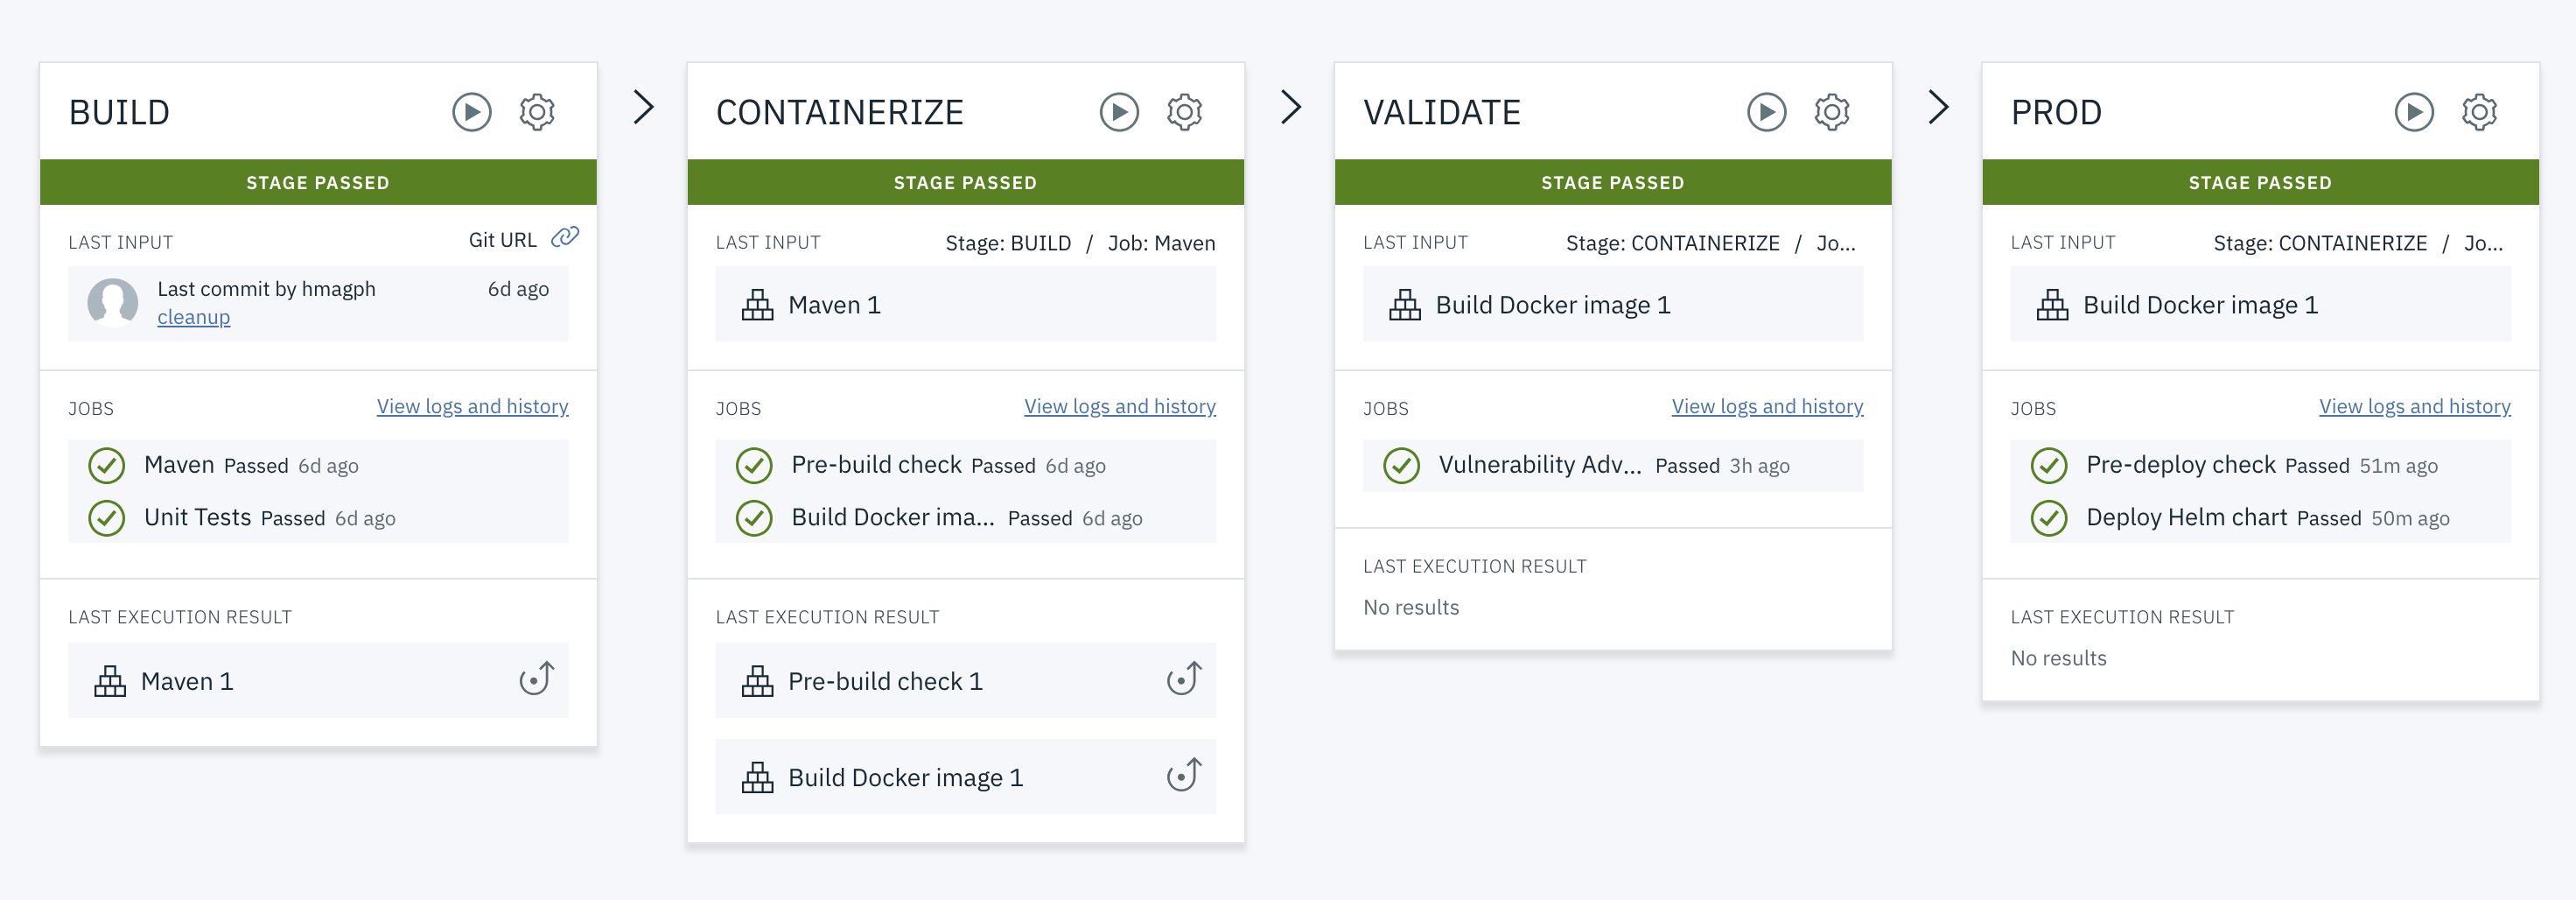 BUILD
STAGE PASSED
LAST INPUT Git URL
Last commit by hmagph 6d ago
cleanup
JOBS View logs and history
Maven Passed 6d ago
Unit Tests Passed 6d ago
LAST EXECUTION RESULT
Maven 1
CONTAINERIZE
STAGE PASSED
LAST INPUT Stage: BUILD / Job: Maven
Maven 1
JOBS View logs and history
Pre-build check Passed 6d ago
Build Docker ima... Passed 6d ago
LAST EXECUTION RESULT
Pre-build check 1
Build Docker image 1
VALIDATE
STAGE PASSED
LAST INPUT Stage: CONTAINERIZE / Jo...
Build Docker image 1
JOBS View logs and history
Vulnerability Adv... Passed 3h ago
LAST EXECUTION RESULT
No results
PROD
STAGE PASSED
LAST INPUT Stage: CONTAINERIZE / Jo...
Build Docker image 1
JOBS View logs and history
Pre-deploy check Passed 51m ago
Deploy Helm chart Passed 50m ago
LAST EXECUTION RESULT
No results